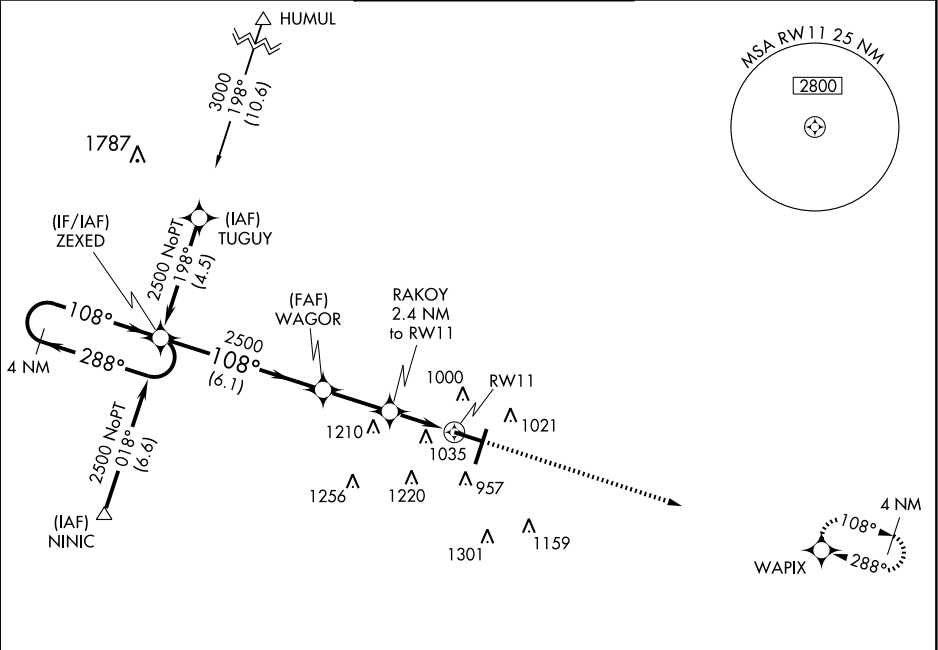 HUMUL
3000
198°
(10.6)
MSA RW11 25 NM
2800
1787
(IAF)
TUGUY
(IF/IAF)
ZEXED
2500 NoPT
198°
(4.5)
(FAF)
WAGOR
RAKOY
2.4 NM
to RW11
108°
288°
4 NM
2500
108°
(6.1)
1000
RW11
1021
1210
1035
1256
1220
957
2500 NoPT
018°
(6.6)
(IAF)
NINIC
1301
1159
4 NM
108°
288°
WAPIX